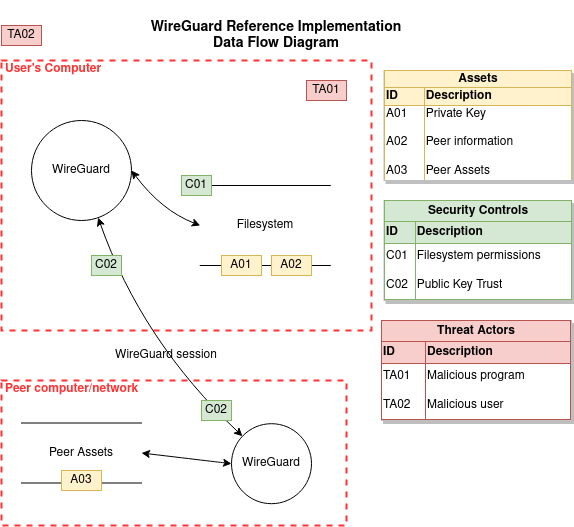 WireGuard Reference Implementation
Data Flow Diagram
TA02
User's Computer
TA01
WireGuard
C01
Filesystem
A01
A02
C02
WireGuard session
Peer computer/network
C02
Peer Assets
A03
WireGuard
Assets
ID Description
A01 Private Key
A02 Peer information
A03 Peer Assets
Security Controls
ID Description
C01 Filesystem permissions
C02 Public Key Trust
Threat Actors
ID Description
TA01 Malicious program
TA02 Malicious user